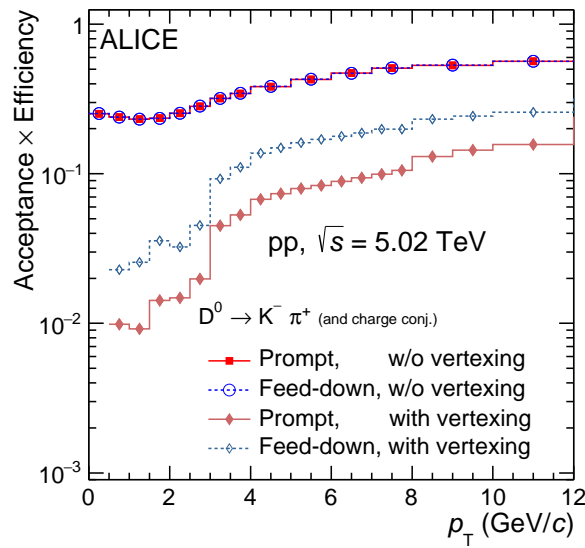 ALICE
Acceptance × Efficiency
1
10⁻¹
10⁻²
10⁻³
pp, √s = 5.02 TeV
D⁰ → K⁻ π⁺ (and charge conj.)
Prompt, w/o vertexing
Feed-down, w/o vertexing
Prompt, with vertexing
Feed-down, with vertexing
0 2 4 6 8 10 12
p_T (GeV/c)